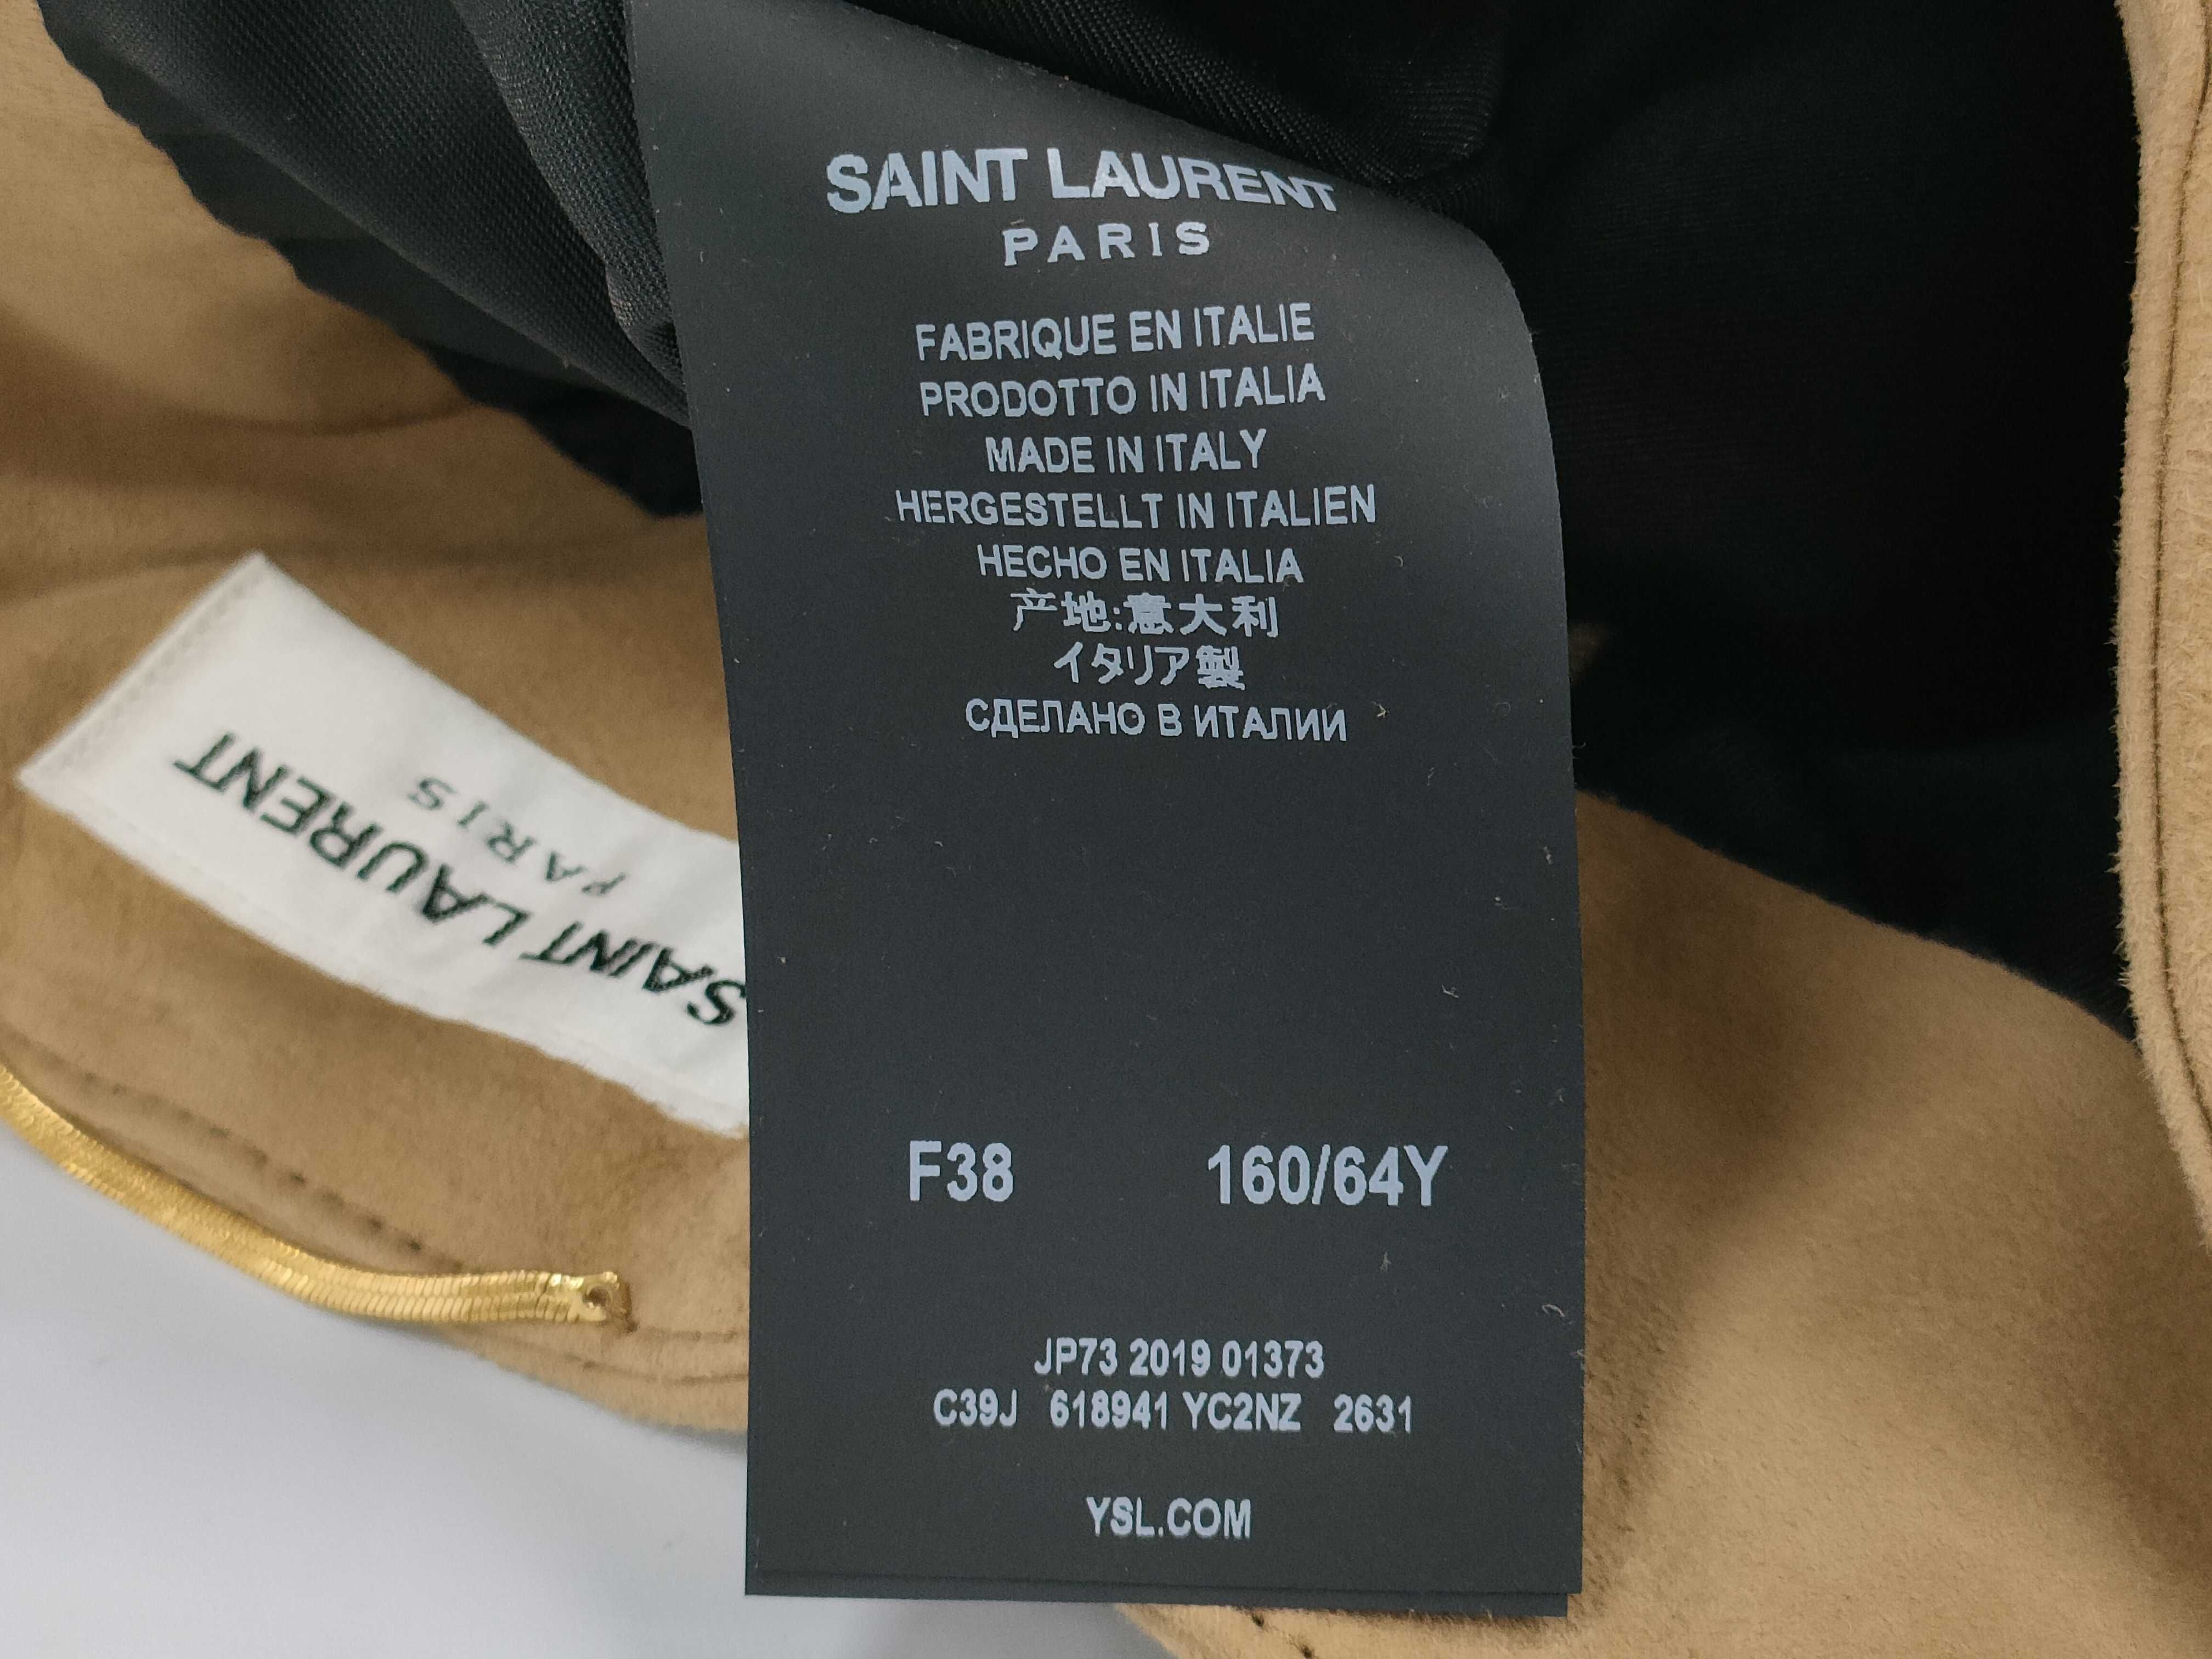 SAINT LAURENT
PARIS
FABRIQUE EN ITALIE
PRODOTTO IN ITALIA
MADE IN ITALY
HERGESTELLT IN ITALIEN
HECHO EN ITALIA
产地:意大利
イタリア製
СДЕЛАНО В ИТАЛИИ
F38 160/64Y
JP73 2019 01373
C39J 618941 YC2NZ 2631
YSL.COM
SAINT LAURENT
PARIS